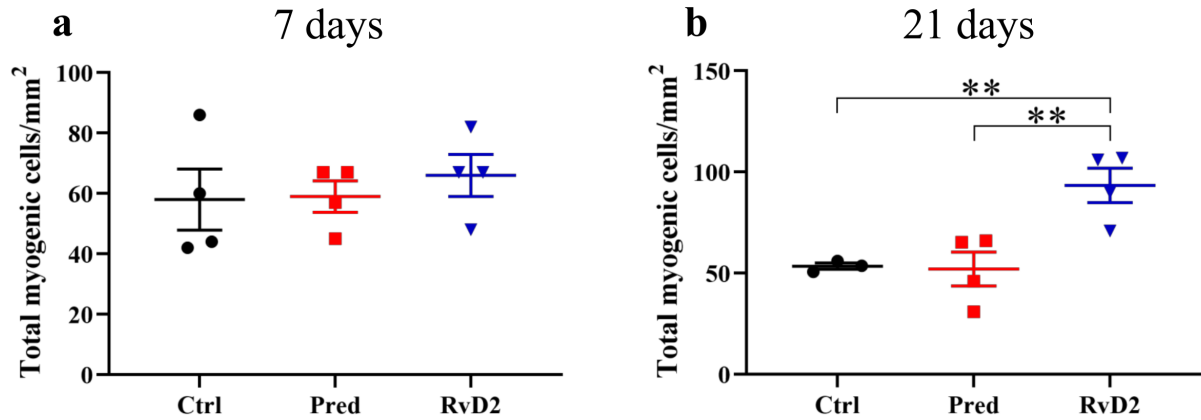 a
7 days
Total myogenic cells/mm²
100
80
60
40
20
0
Ctrl Pred RvD2
b
21 days
Total myogenic cells/mm²
150
100
50
0
**
**
Ctrl Pred RvD2